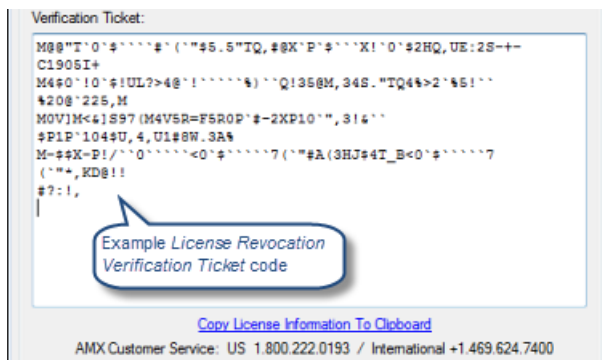 Verification Ticket:
M@@"T`0`$````#`(`"$5.5"TQ,#@X`P`$```X!`0`$2HQ,UE:2S-+-
C1905I+
M4$0`!0`$!UL?>4@`!`````%)``Q!35@M,34S."TQ4%>2`%5!``
%20@`225,M
M0V]M<&]S97(M4V5R=F5R0P`#-2XP10`",3!&``
$P1P`104$U,4,U1#8W.3A%
M-$$X-P!/``0`````<0`$`````7(`"#A(3HJ$4T_B<0`$`````7
(`"*,KD@!!
#?:!,
Example License Revocation
Verification Ticket code
Copy License Information To Clipboard
AMX Customer Service: US 1.800.222.0193 / International +1.469.624.7400